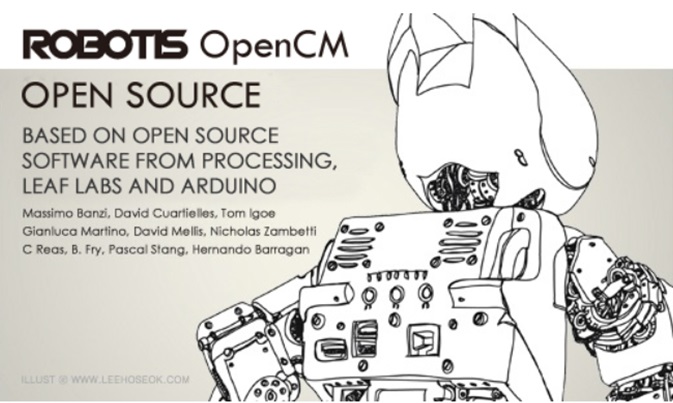 ROBOTIS OpenCM
OPEN SOURCE
BASED ON OPEN SOURCE
SOFTWARE FROM PROCESSING,
LEAF LABS AND ARDUINO
Massimo Banzi, David Cuartielles, Tom Igoe
Gianluca Martino, David Mellis, Nicholas Zambetti
C Reas, B. Fry, Pascal Stang, Hernando Barragan
ILLUST @ WWW.LEEHOSEOK.COM